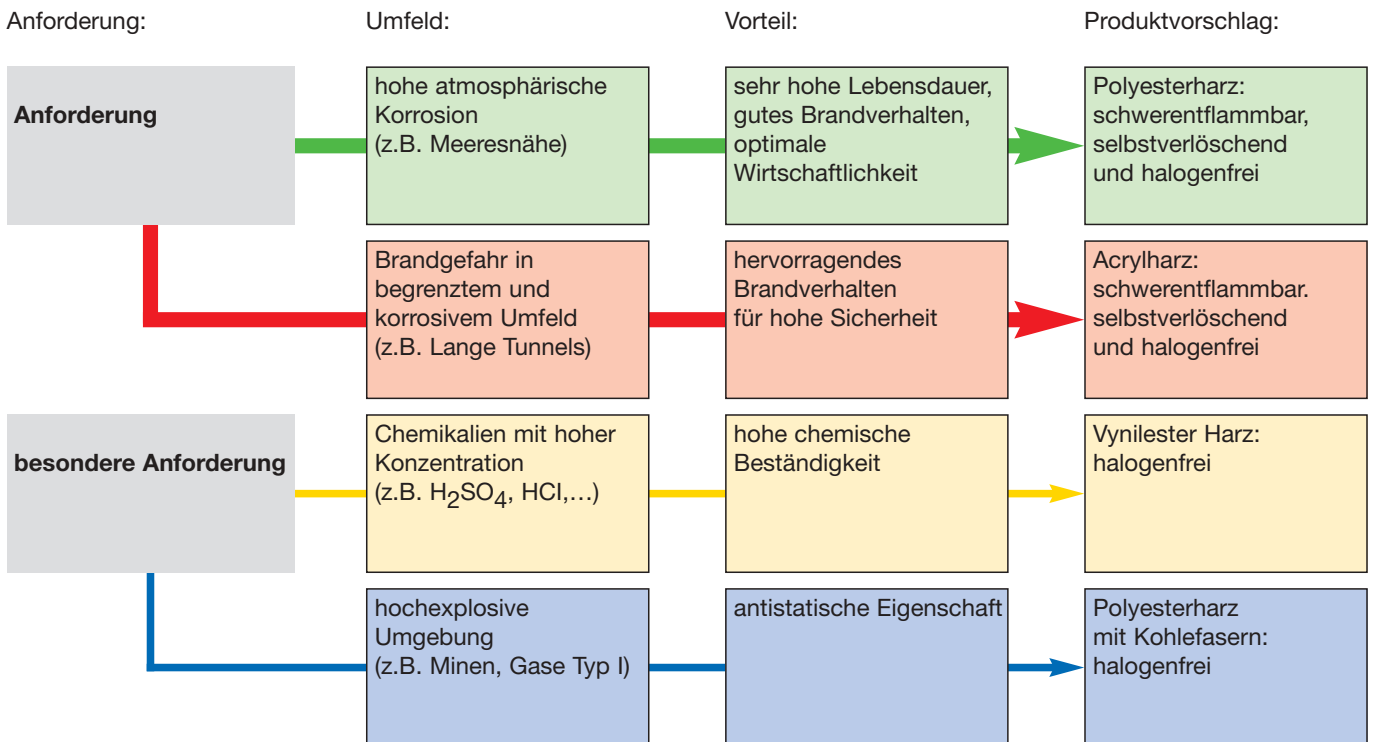 Anforderung:
Umfeld:
Vorteil:
Produktvorschlag:
Anforderung
hohe atmosphärische
Korrosion
(z.B. Meeresnähe)
sehr hohe Lebensdauer,
gutes Brandverhalten,
optimale
Wirtschaftlichkeit
Polyesterharz:
schwerentflammbar,
selbstverlöschend
und halogenfrei
Brandgefahr in
begrenztem und
korrosivem Umfeld
(z.B. Lange Tunnels)
hervorragendes
Brandverhalten
für hohe Sicherheit
Acrylharz:
schwerentflammbar.
selbstverlöschend
und halogenfrei
besondere Anforderung
Chemikalien mit hoher
Konzentration
(z.B. H₂SO₄, HCl,…)
hohe chemische
Beständigkeit
Vynilester Harz:
halogenfrei
hochexplosive
Umgebung
(z.B. Minen, Gase Typ I)
antistatische Eigenschaft
Polyesterharz
mit Kohlefasern:
halogenfrei